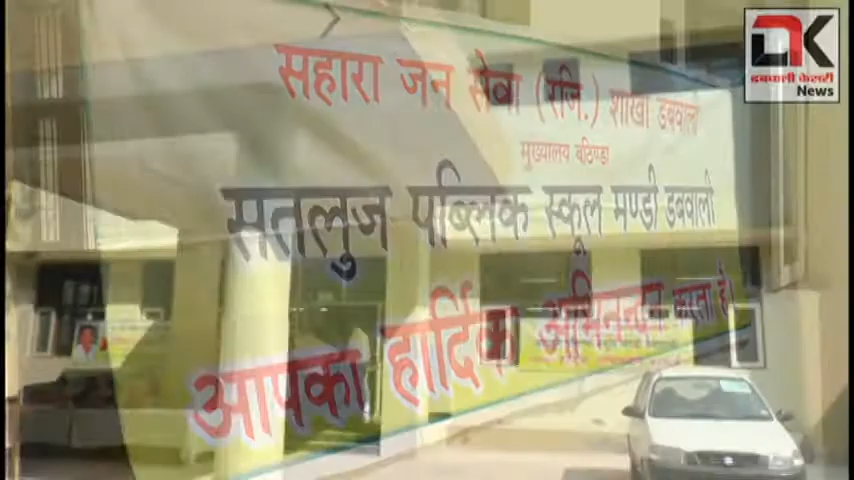 DK
डबवाली केसरी
News
सहारा जन सेवा (रजि.) शाखा डबवाली
मुख्यालय बठिण्डा
सतलुज पब्लिक स्कूल मण्डी डबवाली
आपका हार्दिक अभिनन्दन करता है।